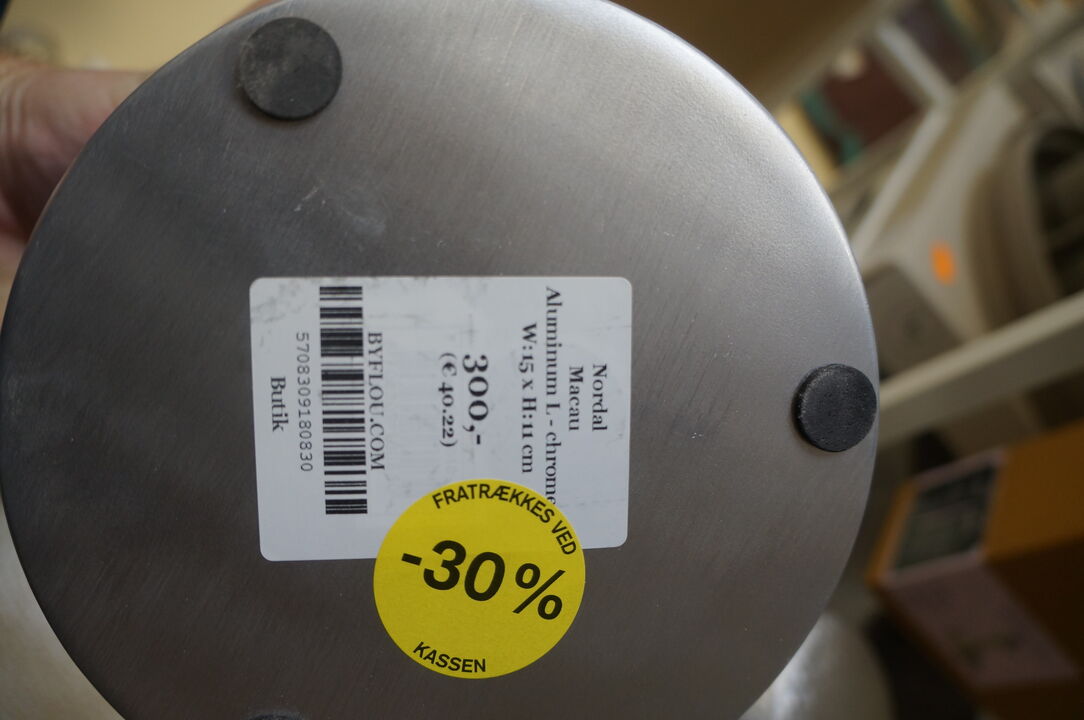 Nordal
Macau
Aluminum L - chrome
W:15 x H:11 cm
300,-
(€ 40.22)
BYFLOU.COM
5708309180830
Butik
FRATRÆKKES VED
-30%
KASSEN